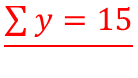 ∑ y = 15